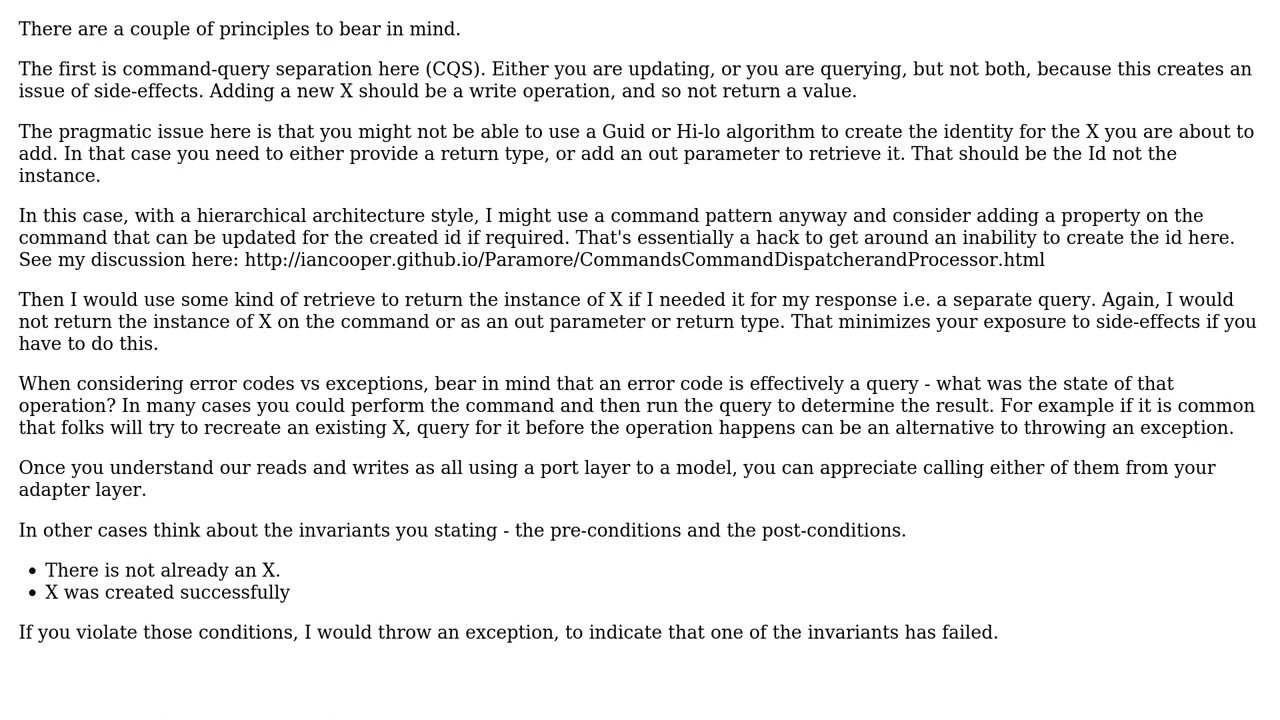 There are a couple of principles to bear in mind.
The first is command-query separation here (CQS). Either you are updating, or you are querying, but not both, because this creates an
issue of side-effects. Adding a new X should be a write operation, and so not return a value.
The pragmatic issue here is that you might not be able to use a Guid or Hi-lo algorithm to create the identity for the X you are about to
add. In that case you need to either provide a return type, or add an out parameter to retrieve it. That should be the Id not the
instance.
In this case, with a hierarchical architecture style, I might use a command pattern anyway and consider adding a property on the
command that can be updated for the created id if required. That's essentially a hack to get around an inability to create the id here.
See my discussion here: http://iancooper.github.io/Paramore/CommandsCommandDispatcherandProcessor.html
Then I would use some kind of retrieve to return the instance of X if I needed it for my response i.e. a separate query. Again, I would
not return the instance of X on the command or as an out parameter or return type. That minimizes your exposure to side-effects if you
have to do this.
When considering error codes vs exceptions, bear in mind that an error code is effectively a query - what was the state of that
operation? In many cases you could perform the command and then run the query to determine the result. For example if it is common
that folks will try to recreate an existing X, query for it before the operation happens can be an alternative to throwing an exception.
Once you understand our reads and writes as all using a port layer to a model, you can appreciate calling either of them from your
adapter layer.
In other cases think about the invariants you stating - the pre-conditions and the post-conditions.
• There is not already an X.
• X was created successfully
If you violate those conditions, I would throw an exception, to indicate that one of the invariants has failed.